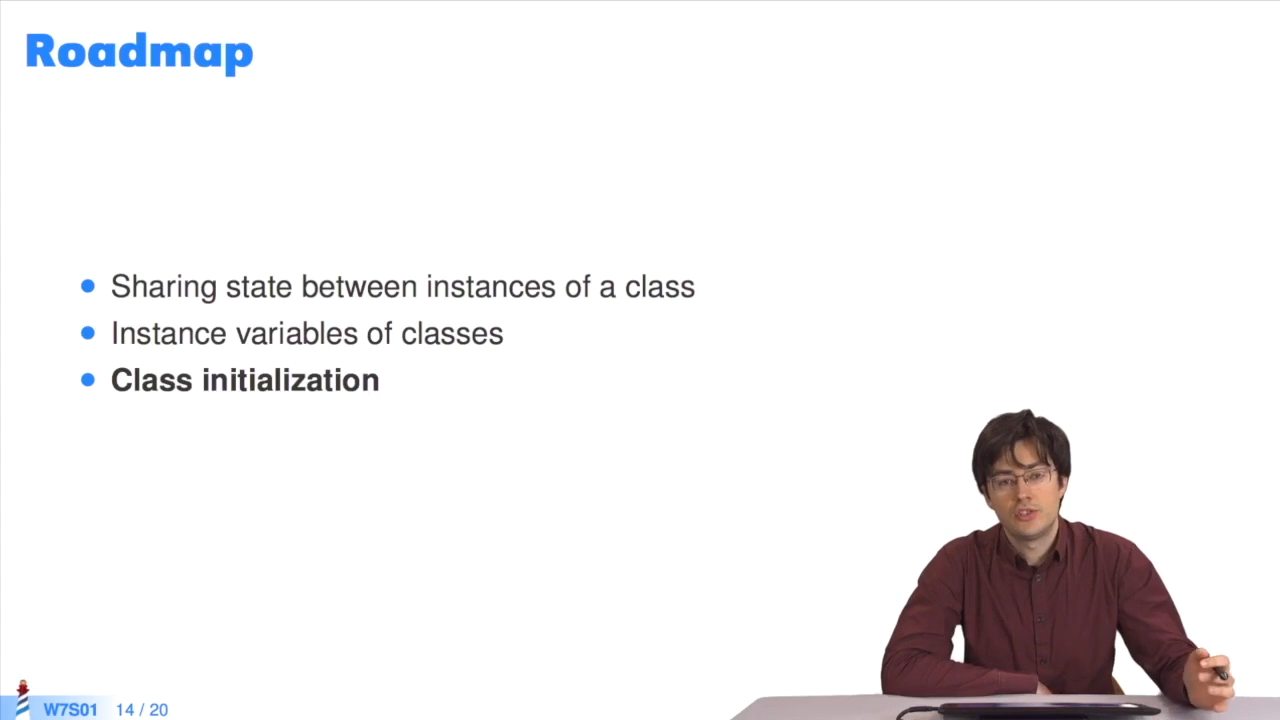 Roadmap
Sharing state between instances of a class
Instance variables of classes
Class initialization
W7S01 14 / 20